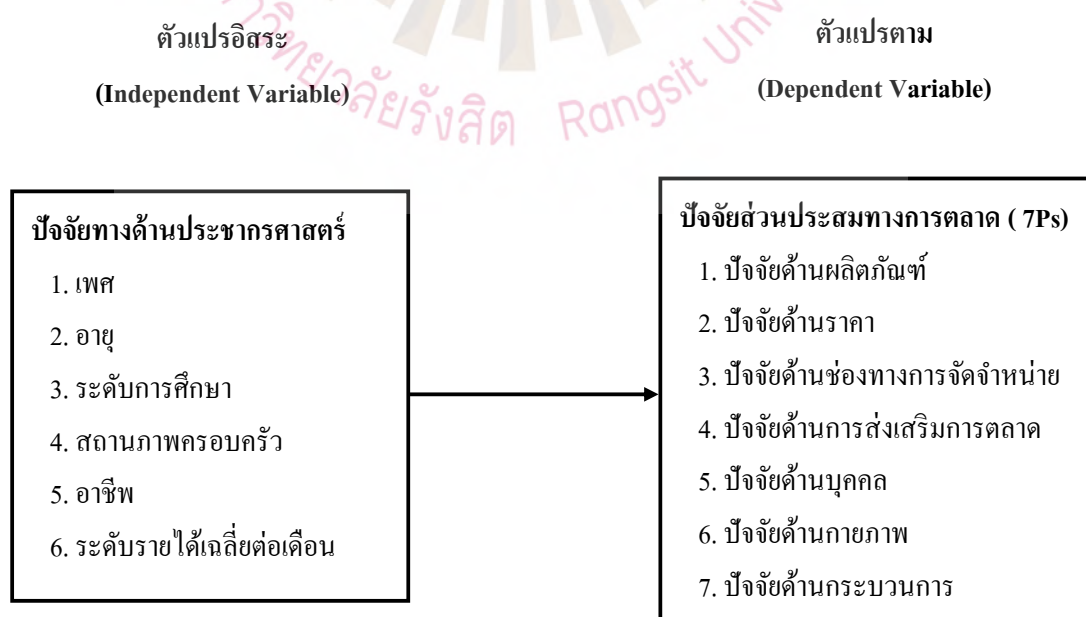 ตัวแปรอิสระ
(Independent Variable)
ตัวแปรตาม
(Dependent Variable)
ยรังสิต Rangsit
ปัจจัยทางด้านประชากรศาสตร์
1. เพศ
2. อายุ
3. ระดับการศึกษา
4. สถานภาพครอบครัว
5. อาชีพ
6. ระดับรายได้เฉลี่ยต่อเดือน
ปัจจัยส่วนประสมทางการตลาด ( 7Ps)
1. ปัจจัยด้านผลิตภัณฑ์
2. ปัจจัยด้านราคา
3. ปัจจัยด้านช่องทางการจัดจำหน่าย
4. ปัจจัยด้านการส่งเสริมการตลาด
5. ปัจจัยด้านบุคคล
6. ปัจจัยด้านกายภาพ
7. ปัจจัยด้านกระบวนการ